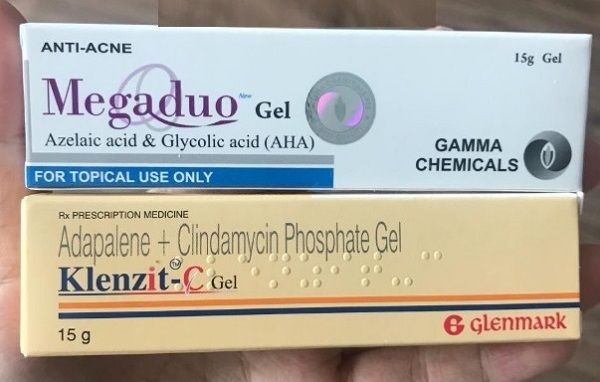 ANTI-ACNE
15g Gel
Megaduo New Gel
Azelaic acid & Glycolic acid (AHA)
GAMMA
CHEMICALS
FOR TOPICAL USE ONLY
Rx PRESCRIPTION MEDICINE
Adapalene + Clindamycin Phosphate Gel
Klenzit-C TM Gel
15 g
G glenmark